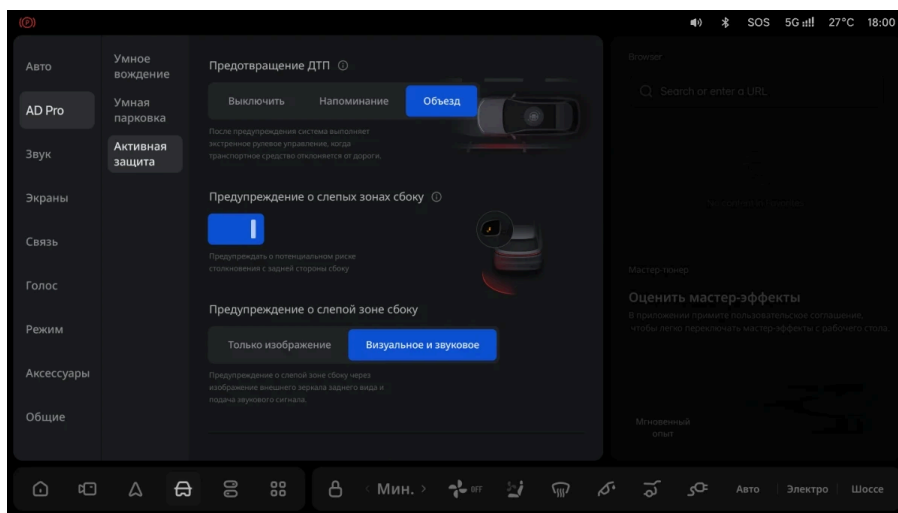 (P)
SOS 5G 27°C 18:00
Авто
AD Pro
Звук
Экраны
Связь
Голос
Режим
Аксессуары
Общие
Умное
вождение
Умная
парковка
Активная
защита
Предотвращение ДТП
Выключить Напоминание Объезд
После предупреждения система выполняет
экстренное рулевое управление, когда
транспортное средство отклоняется от дороги.
Предупреждение о слепых зонах сбоку
Предупреждать о потенциальном риске
столкновения с задней стороны сбоку
Предупреждение о слепой зоне сбоку
Только изображение Визуальное и звуковое
Предупреждение о слепой зоне сбоку через
изображение внешнего зеркала заднего вида и
подача звукового сигнала.
Browser
Search or enter a URL
Мастер-тюнер
Оценить мастер-эффекты
В приложении примите пользовательское соглашение,
чтобы легко переключать мастер-эффекты с рабочего стола.
Мгновенный
опыт
< Мин. > OFF Авто Электро Шоссе